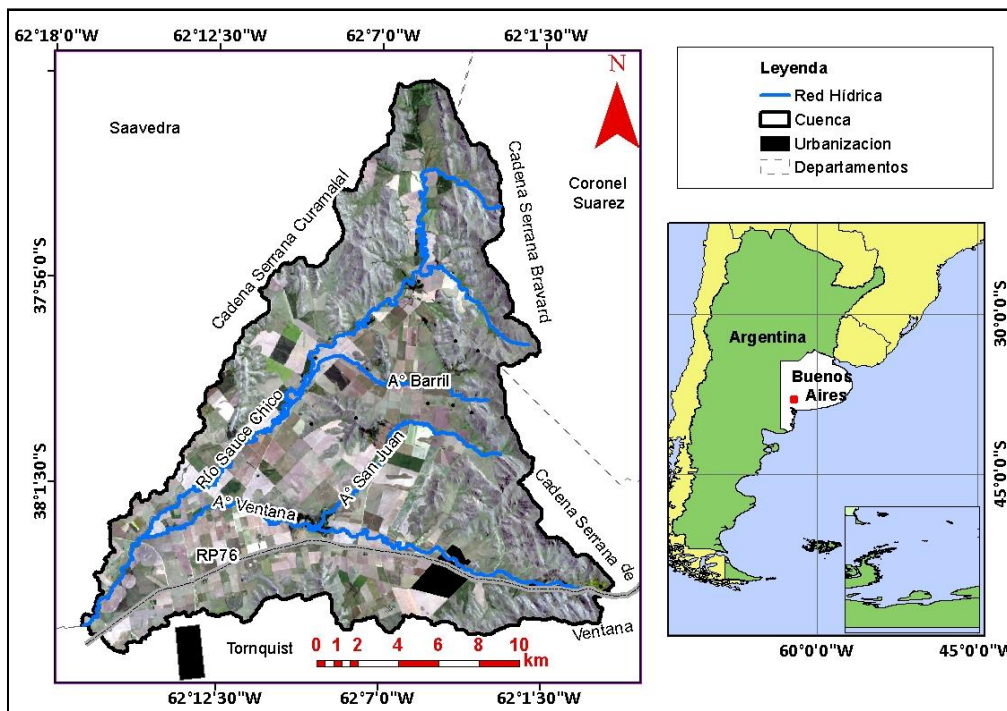 62°18'0"W
62°12'30"W
62°7'0"W
62°1'30"W
N
Saavedra
Coronel
Suarez
Cadena Serrana Curamalal
Cadena Serrana Bravard
37°56'0"S
A° Barril
Río Sauce Chico
A° San Juan
38°1'30"S
A° Ventana
Cadena Serrana de
Ventana
RP76
Tornquist
0 1 2 4 6 8 10
km
62°12'30"W
62°7'0"W
62°1'30"W
Leyenda
Red Hídrica
Cuenca
Urbanizacion
Departamentos
30°0'0"S
Argentina
Buenos
Aires
45°0'0"S
60°0'0"W
45°0'0"W